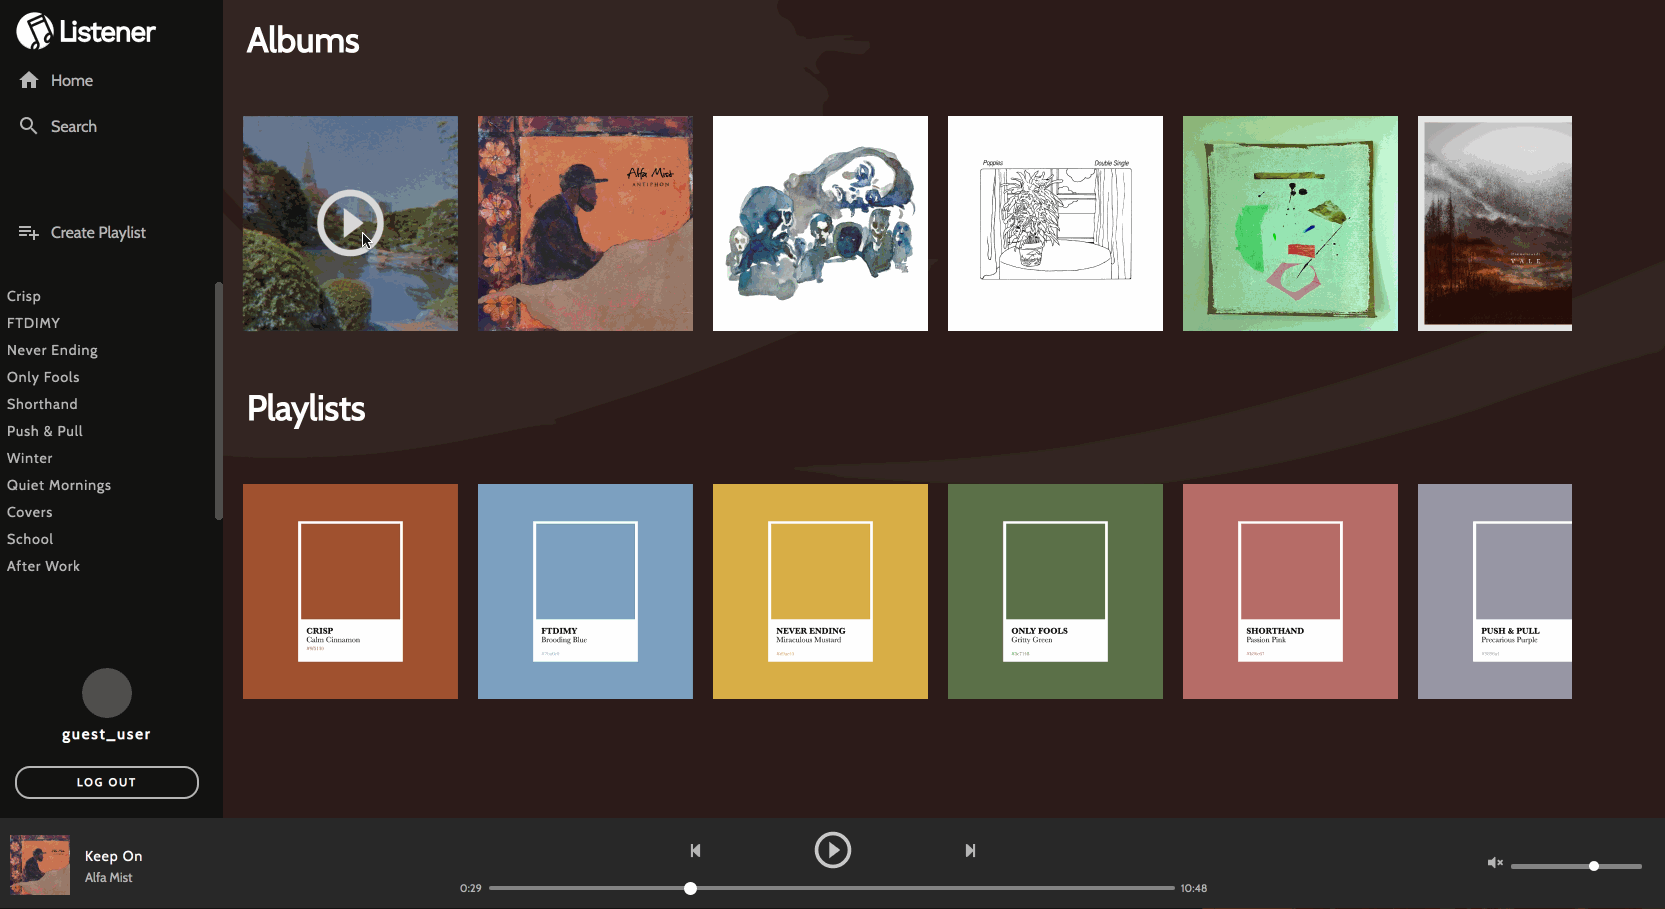 Listener
Home
Search
Create Playlist
Crisp
FTDIMY
Never Ending
Only Fools
Shorthand
Push & Pull
Winter
Quiet Mornings
Covers
School
After Work
guest_user
LOG OUT
Albums
Alfa Mist
ANTIPHON
Poppies
Double Single
VALE
Playlists
CRISP
Calm Cinnamon
FTDIMY
Brooding Blue
NEVER ENDING
Miraculous Mustard
ONLY FOOLS
Gritty Green
SHORTHAND
Passion Pink
PUSH & PULL
Precarious Purple
Keep On
Alfa Mist
0:29
10:48